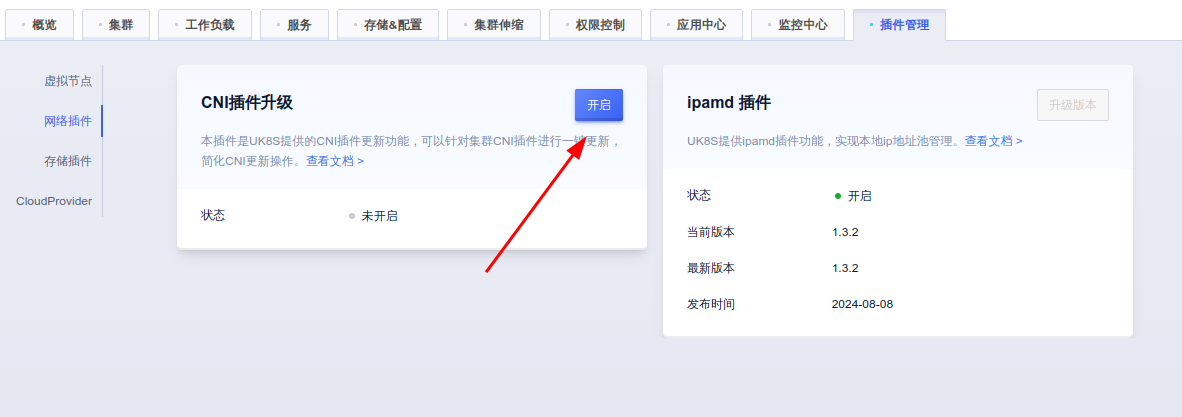 概览 集群 工作负载 服务 存储&配置 集群伸缩 权限控制 应用中心 监控中心 插件管理
虚拟节点
网络插件
存储插件
CloudProvider
CNI插件升级
开启
本插件是UK8S提供的CNI插件更新功能，可以针对集群CNI插件进行一键更新，
简化CNI更新操作。查看文档 >
状态 未开启
ipamd 插件
升级版本
UK8S提供ipamd插件功能，实现本地ip地址池管理。查看文档 >
状态 开启
当前版本 1.3.2
最新版本 1.3.2
发布时间 2024-08-08